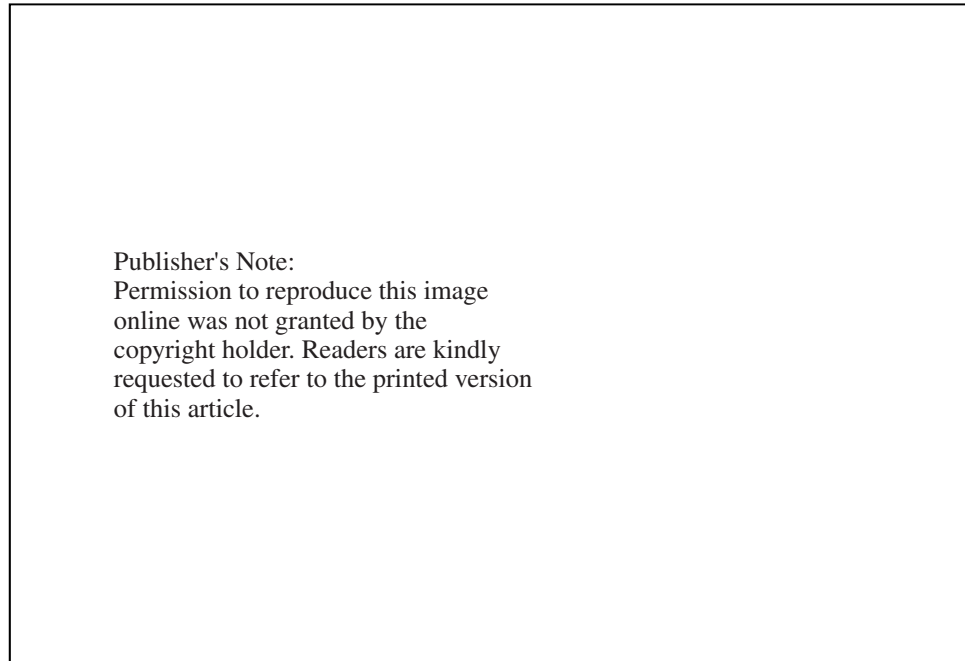 Publisher's Note:
Permission to reproduce this image
online was not granted by the
copyright holder. Readers are kindly
requested to refer to the printed version
of this article.